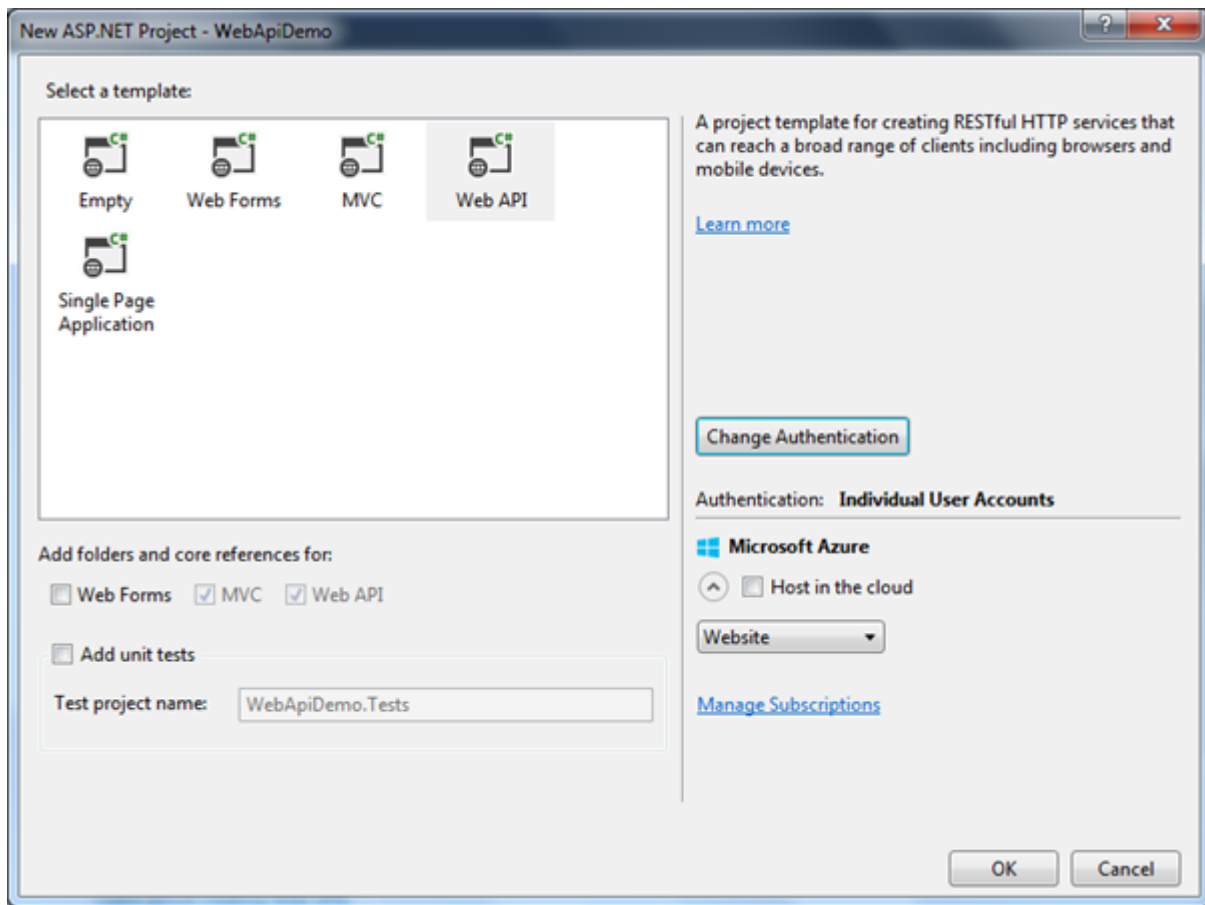 New ASP.NET Project - WebApiDemo
?
Select a template:
C#
C#
C#
C#
Empty
Web Forms
MVC
Web API
C#
Single Page
Application
A project template for creating RESTful HTTP services that
can reach a broad range of clients including browsers and
mobile devices.
Learn more
Change Authentication
Authentication: Individual User Accounts
Microsoft Azure
Host in the cloud
Website
Manage Subscriptions
Add folders and core references for:
Web Forms
MVC
Web API
Add unit tests
Test project name:
WebApiDemo.Tests
OK
Cancel